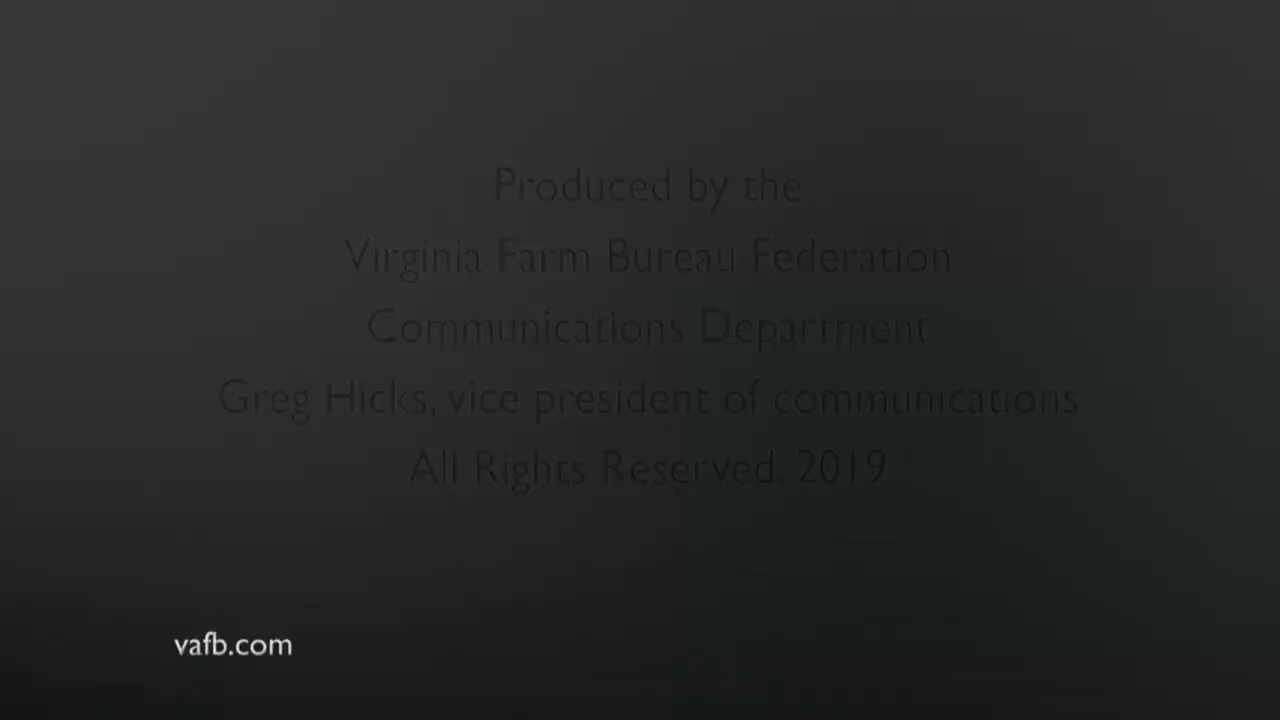 Produced by the
Virginia Farm Bureau Federation
Communications Department
Greg Hicks, vice president of communications
All Rights Reserved, 2019
vafb.com